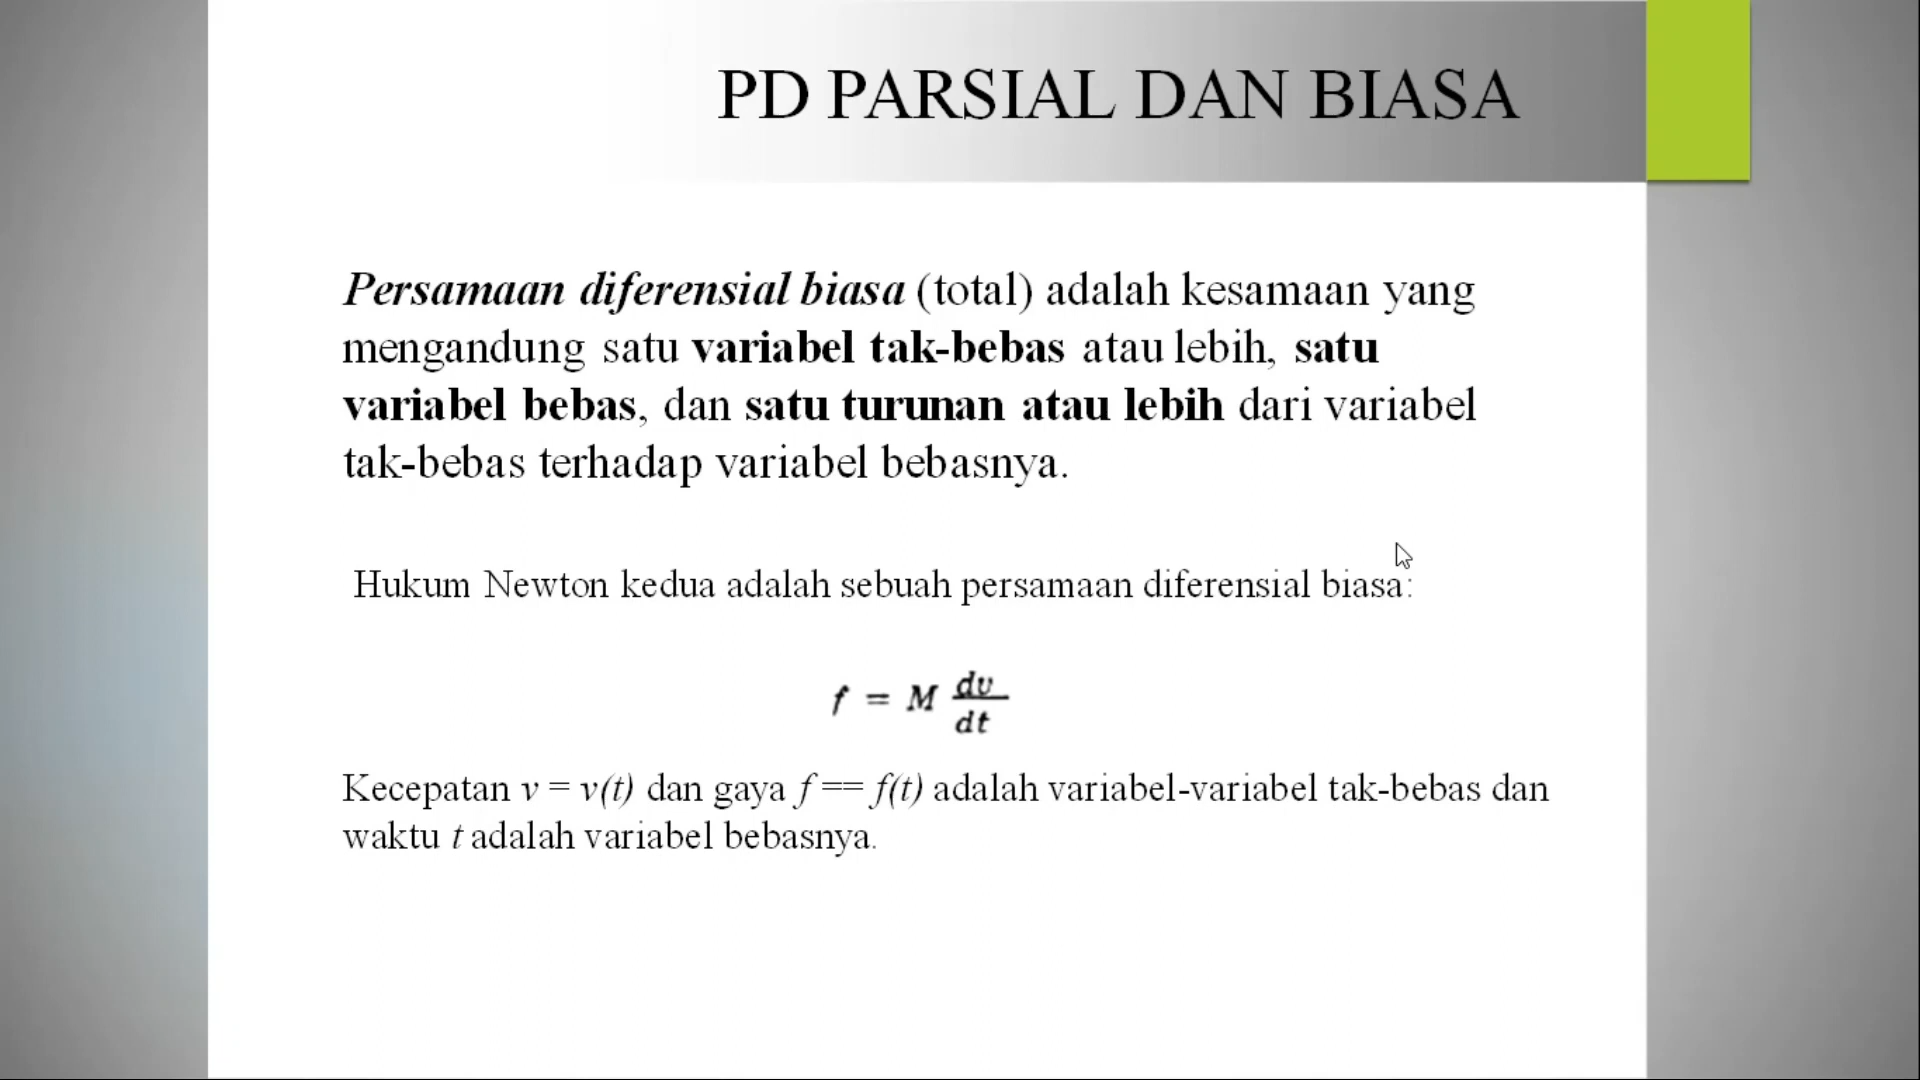 PD PARSIAL DAN BIASA
Persamaan diferensial biasa (total) adalah kesamaan yang
mengandung satu variabel tak-bebas atau lebih, satu
variabel bebas, dan satu turunan atau lebih dari variabel
tak-bebas terhadap variabel bebasnya.
Hukum Newton kedua adalah sebuah persamaan diferensial biasa:
f = M dv/dt
Kecepatan v = v(t) dan gaya f == f(t) adalah variabel-variabel tak-bebas dan
waktu t adalah variabel bebasnya.